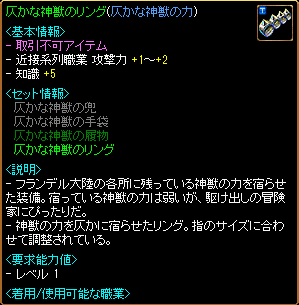 仄かな神獣のリング(仄かな神獣の力)
<基本情報>
- 取引不可アイテム
- 近接系列職業 攻撃力 +1～+2
- 知識 +5
<セット情報>
仄かな神獣の兜
仄かな神獣の手袋
仄かな神獣の履物
仄かな神獣のリング
<説明>
- フランデル大陸の各所に残っている神獣の力を宿らせ
た装備。宿っている神獣の力は弱いが、駆け出しの冒険
家にぴったりだ。
- 神獣の力を仄かに宿らせたリング。指のサイズに合わ
せて調整されている。
<要求能力値>
- レベル 1
<着用/使用可能な職業>